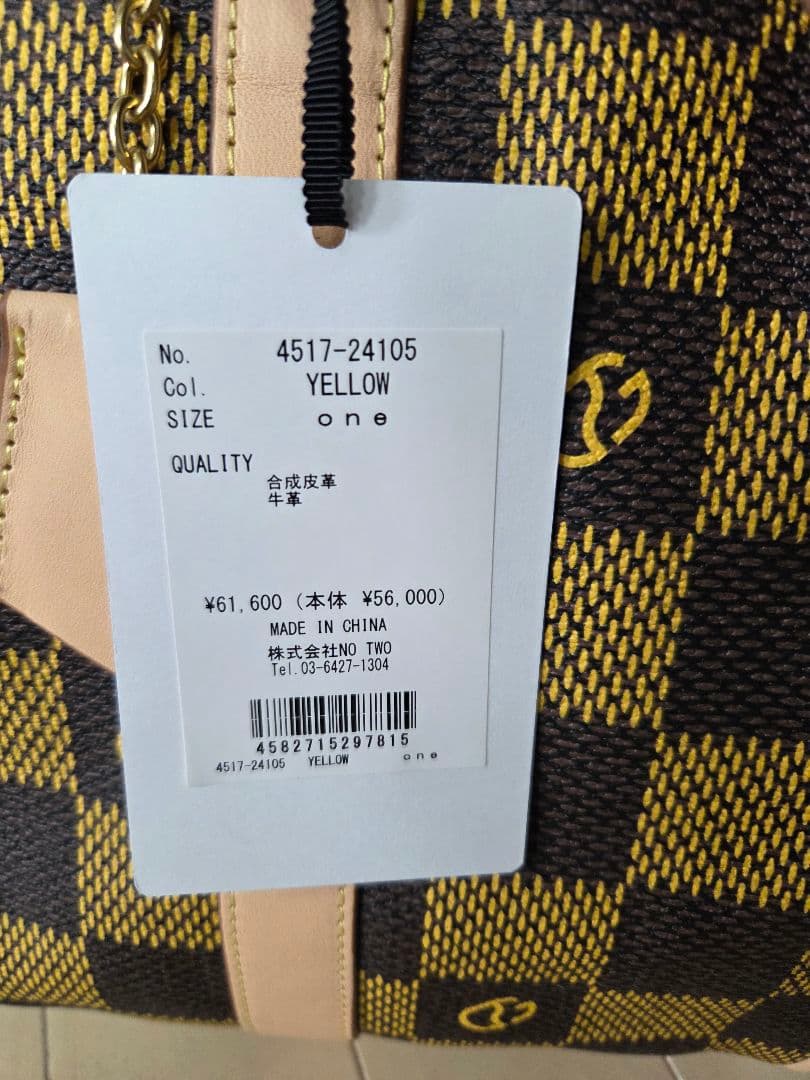 No. 4517-24105
Col. YELLOW
SIZE one
QUALITY
合成皮革
牛革
¥61,600 (本体 ¥56,000)
MADE IN CHINA
株式会社NO TWO
Tel.03-6427-1304
4582715297815
4517-24105 YELLOW one